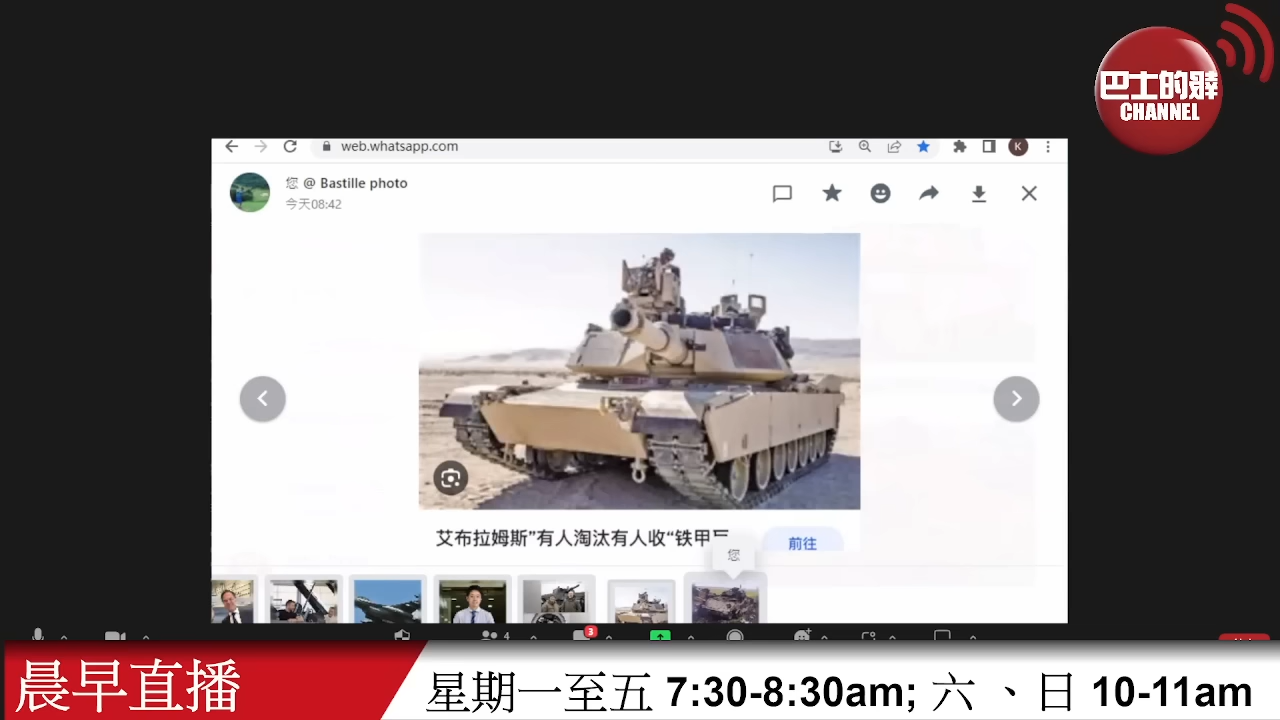 巴士的報
CHANNEL
web.whatsapp.com
K
您 @ Bastille photo
今天08:42
艾布拉姆斯”有人淘汰有人收“铁甲
前往
您
4
3
晨早直播
星期一至五 7:30-8:30am; 六、日 10-11am